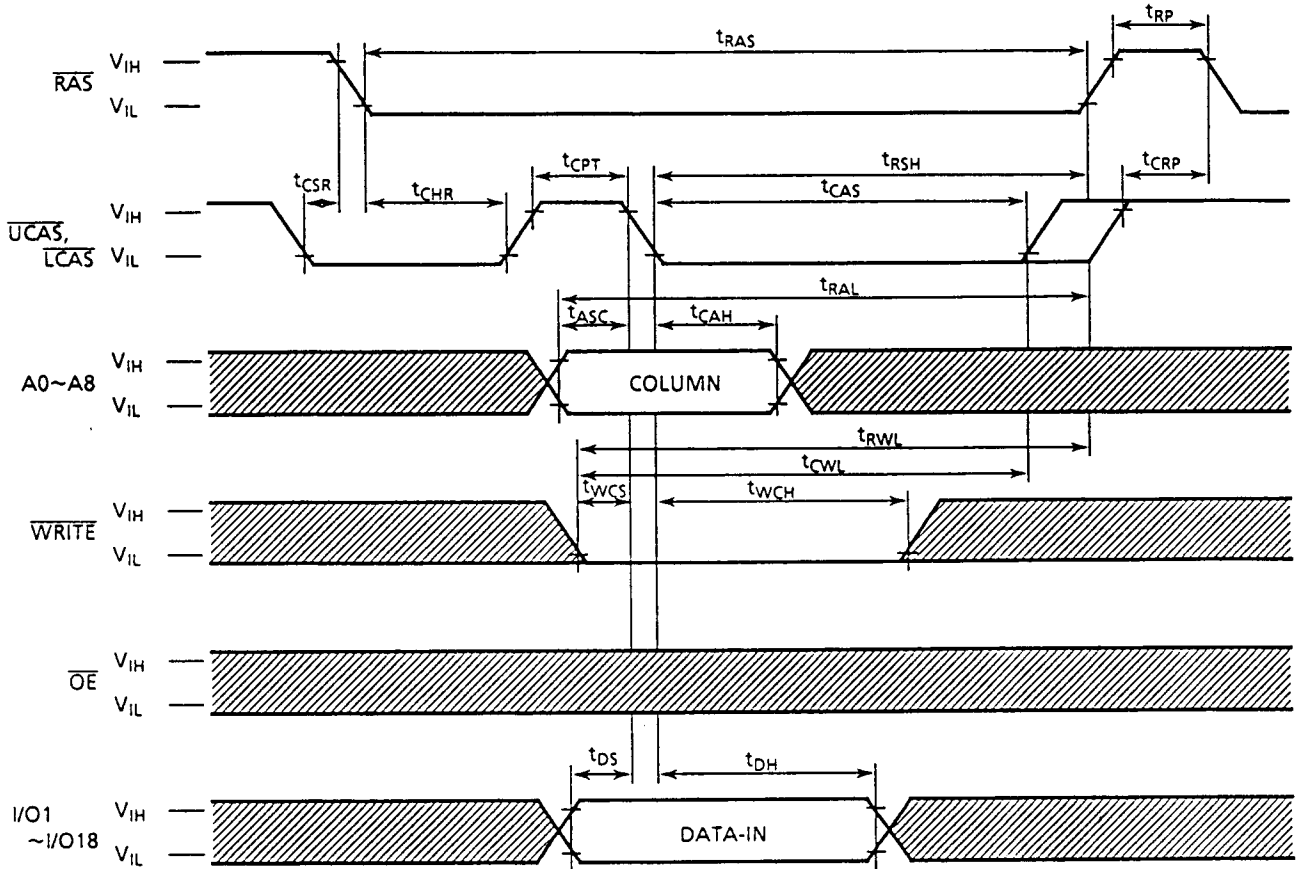 tRP
tRAS
RAS
VIH
VIL
tCPT
tRSH
tCRP
tCSR
tCHR
tCAS
UCAS,
LCAS
VIH
VIL
tRAL
tASC
tCAH
A0~A8
VIH
VIL
COLUMN
tRWL
tCWL
tWCS
tWCH
WRITE
VIH
VIL
OE
VIH
VIL
tDS
tDH
I/O1
~I/O18
VIH
VIL
DATA-IN